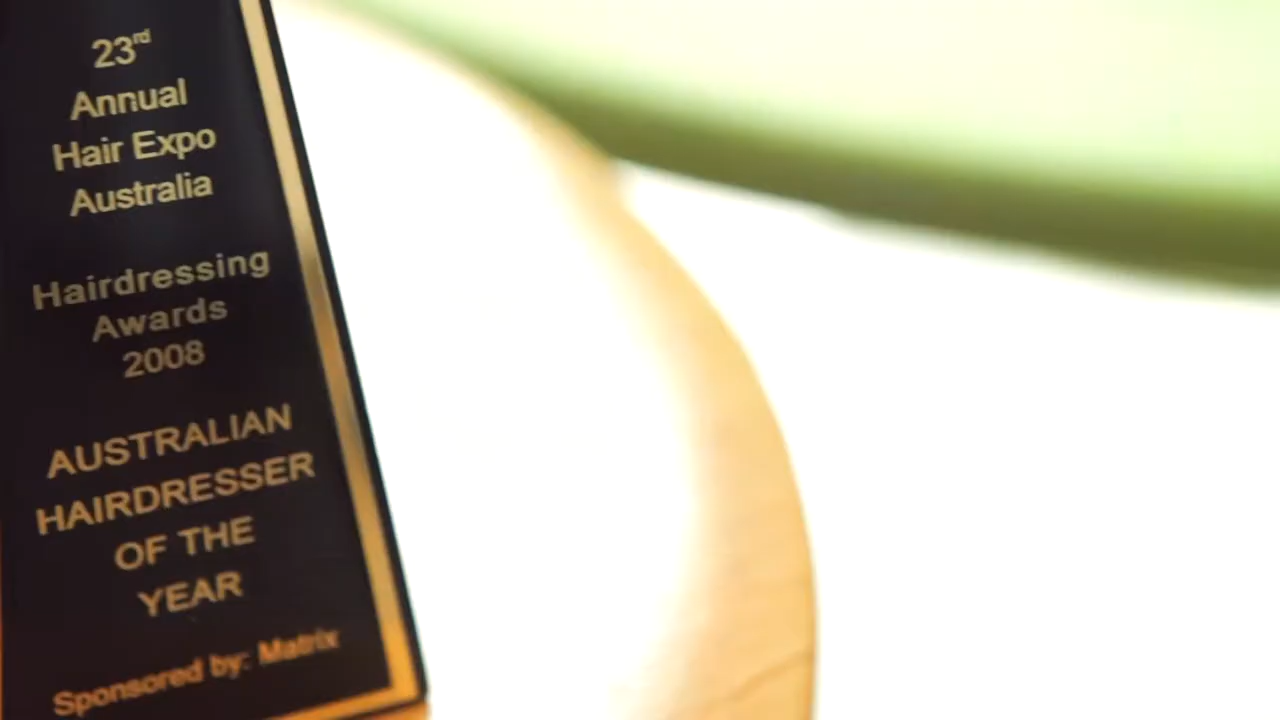 23rd
Annual
Hair Expo
Australia
Hairdressing
Awards
2008
AUSTRALIAN
HAIRDRESSER
OF THE
YEAR
Sponsored by: Matrix